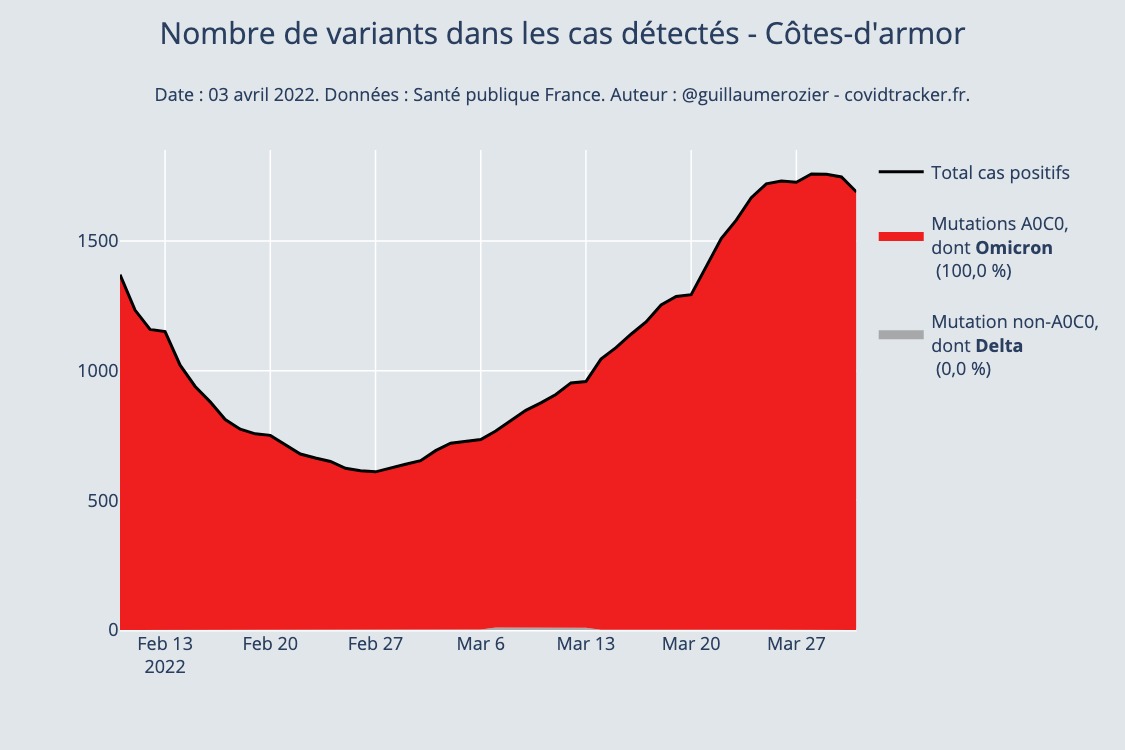 Nombre de variants dans les cas détectés - Côtes-d'armor
Date : 03 avril 2022. Données : Santé publique France. Auteur : @guillaumerozier - covidtracker.fr.
Total cas positifs
Mutations A0C0,
dont Omicron
(100,0 %)
Mutation non-A0C0,
dont Delta
(0,0 %)
1500
1000
500
0
Feb 13 Feb 20 Feb 27 Mar 6 Mar 13 Mar 20 Mar 27
2022